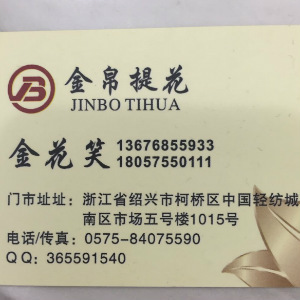 金帛提花
JINBO TIHUA
金花笑 13676855933
18057550111
门市址址：浙江省绍兴市柯桥区中国轻纺城
南区市场五号楼1015号
电话/传真：0575-84075590
QQ：365591540